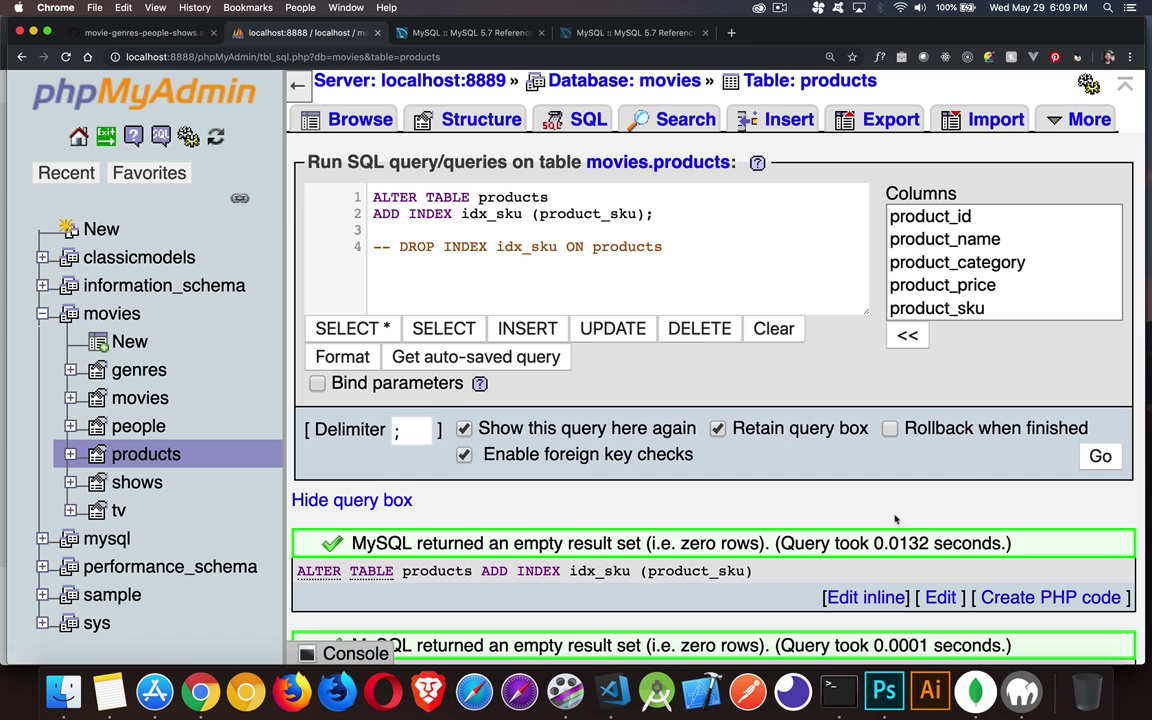 Chrome File Edit View History Bookmarks People Window Help 100% Wed May 29 6:09 PM
movie-genres-people-shows.s localhost:8888 / localhost / mo MySQL :: MySQL 5.7 Reference MySQL :: MySQL 5.7 Reference
localhost:8888/phpMyAdmin/tbl_sql.php?db=movies&table=products
phpMyAdmin
Recent Favorites
New
classicmodels
information_schema
movies
New
genres
movies
people
products
shows
tv
mysql
performance_schema
sample
sys
Server: localhost:8889 » Database: movies » Table: products
Browse Structure SQL Search Insert Export Import More
Run SQL query/queries on table movies.products:
1 ALTER TABLE products
2 ADD INDEX idx_sku (product_sku);
3
4 -- DROP INDEX idx_sku ON products
Columns
product_id
product_name
product_category
product_price
product_sku
<<
SELECT * SELECT INSERT UPDATE DELETE Clear
Format Get auto-saved query
Bind parameters
[ Delimiter ; ] Show this query here again Retain query box Rollback when finished
Enable foreign key checks
Go
Hide query box
MySQL returned an empty result set (i.e. zero rows). (Query took 0.0132 seconds.)
ALTER TABLE products ADD INDEX idx_sku (product_sku)
[Edit inline] [ Edit ] [ Create PHP code ]
MySQL returned an empty result set (i.e. zero rows). (Query took 0.0001 seconds.)
Console
Ps Ai